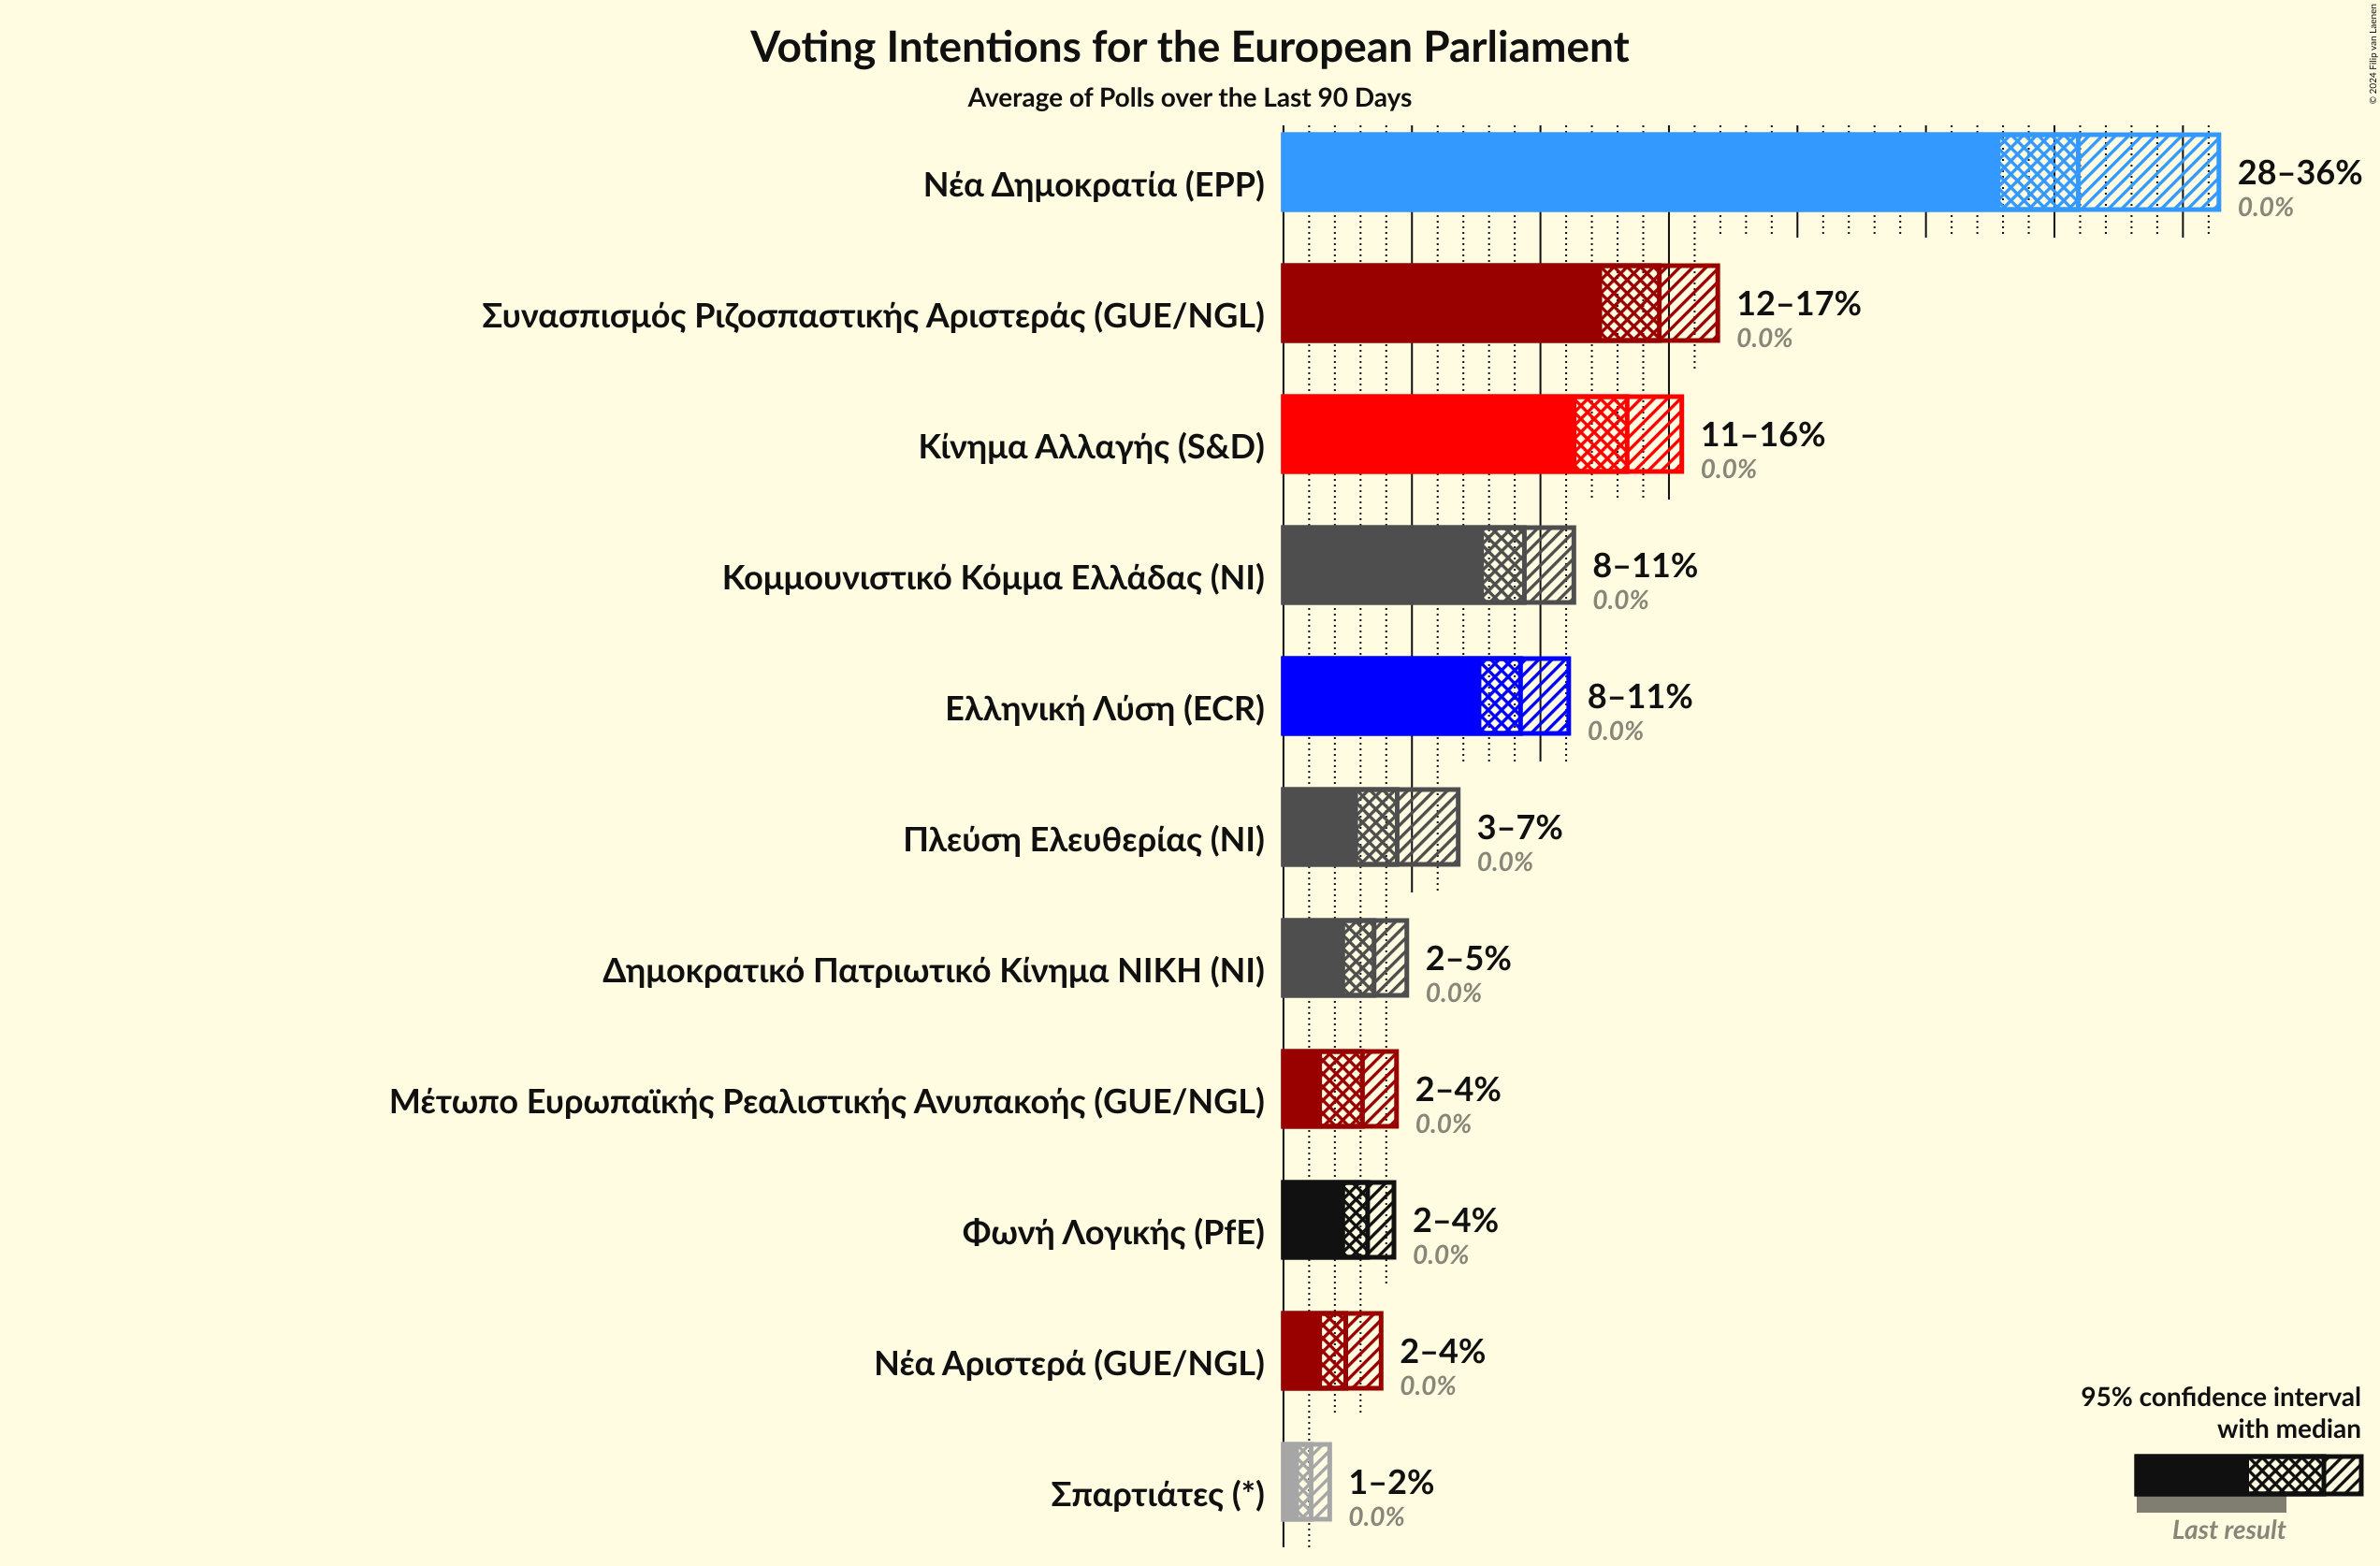 Voting Intentions for the European Parliament
Average of Polls over the Last 90 Days
© 2024 Filip van Laenen
Νέα Δημοκρατία (EPP)
28–36%
0.0%
Συνασπισμός Ριζοσπαστικής Αριστεράς (GUE/NGL)
12–17%
0.0%
Κίνημα Αλλαγής (S&D)
11–16%
0.0%
Κομμουνιστικό Κόμμα Ελλάδας (NI)
8–11%
0.0%
Ελληνική Λύση (ECR)
8–11%
0.0%
Πλεύση Ελευθερίας (NI)
3–7%
0.0%
Δημοκρατικό Πατριωτικό Κίνημα ΝΙΚΗ (NI)
2–5%
0.0%
Μέτωπο Ευρωπαϊκής Ρεαλιστικής Ανυπακοής (GUE/NGL)
2–4%
0.0%
Φωνή Λογικής (PfE)
2–4%
0.0%
Νέα Αριστερά (GUE/NGL)
2–4%
0.0%
Σπαρτιάτες (*)
1–2%
0.0%
95% confidence interval
with median
Last result